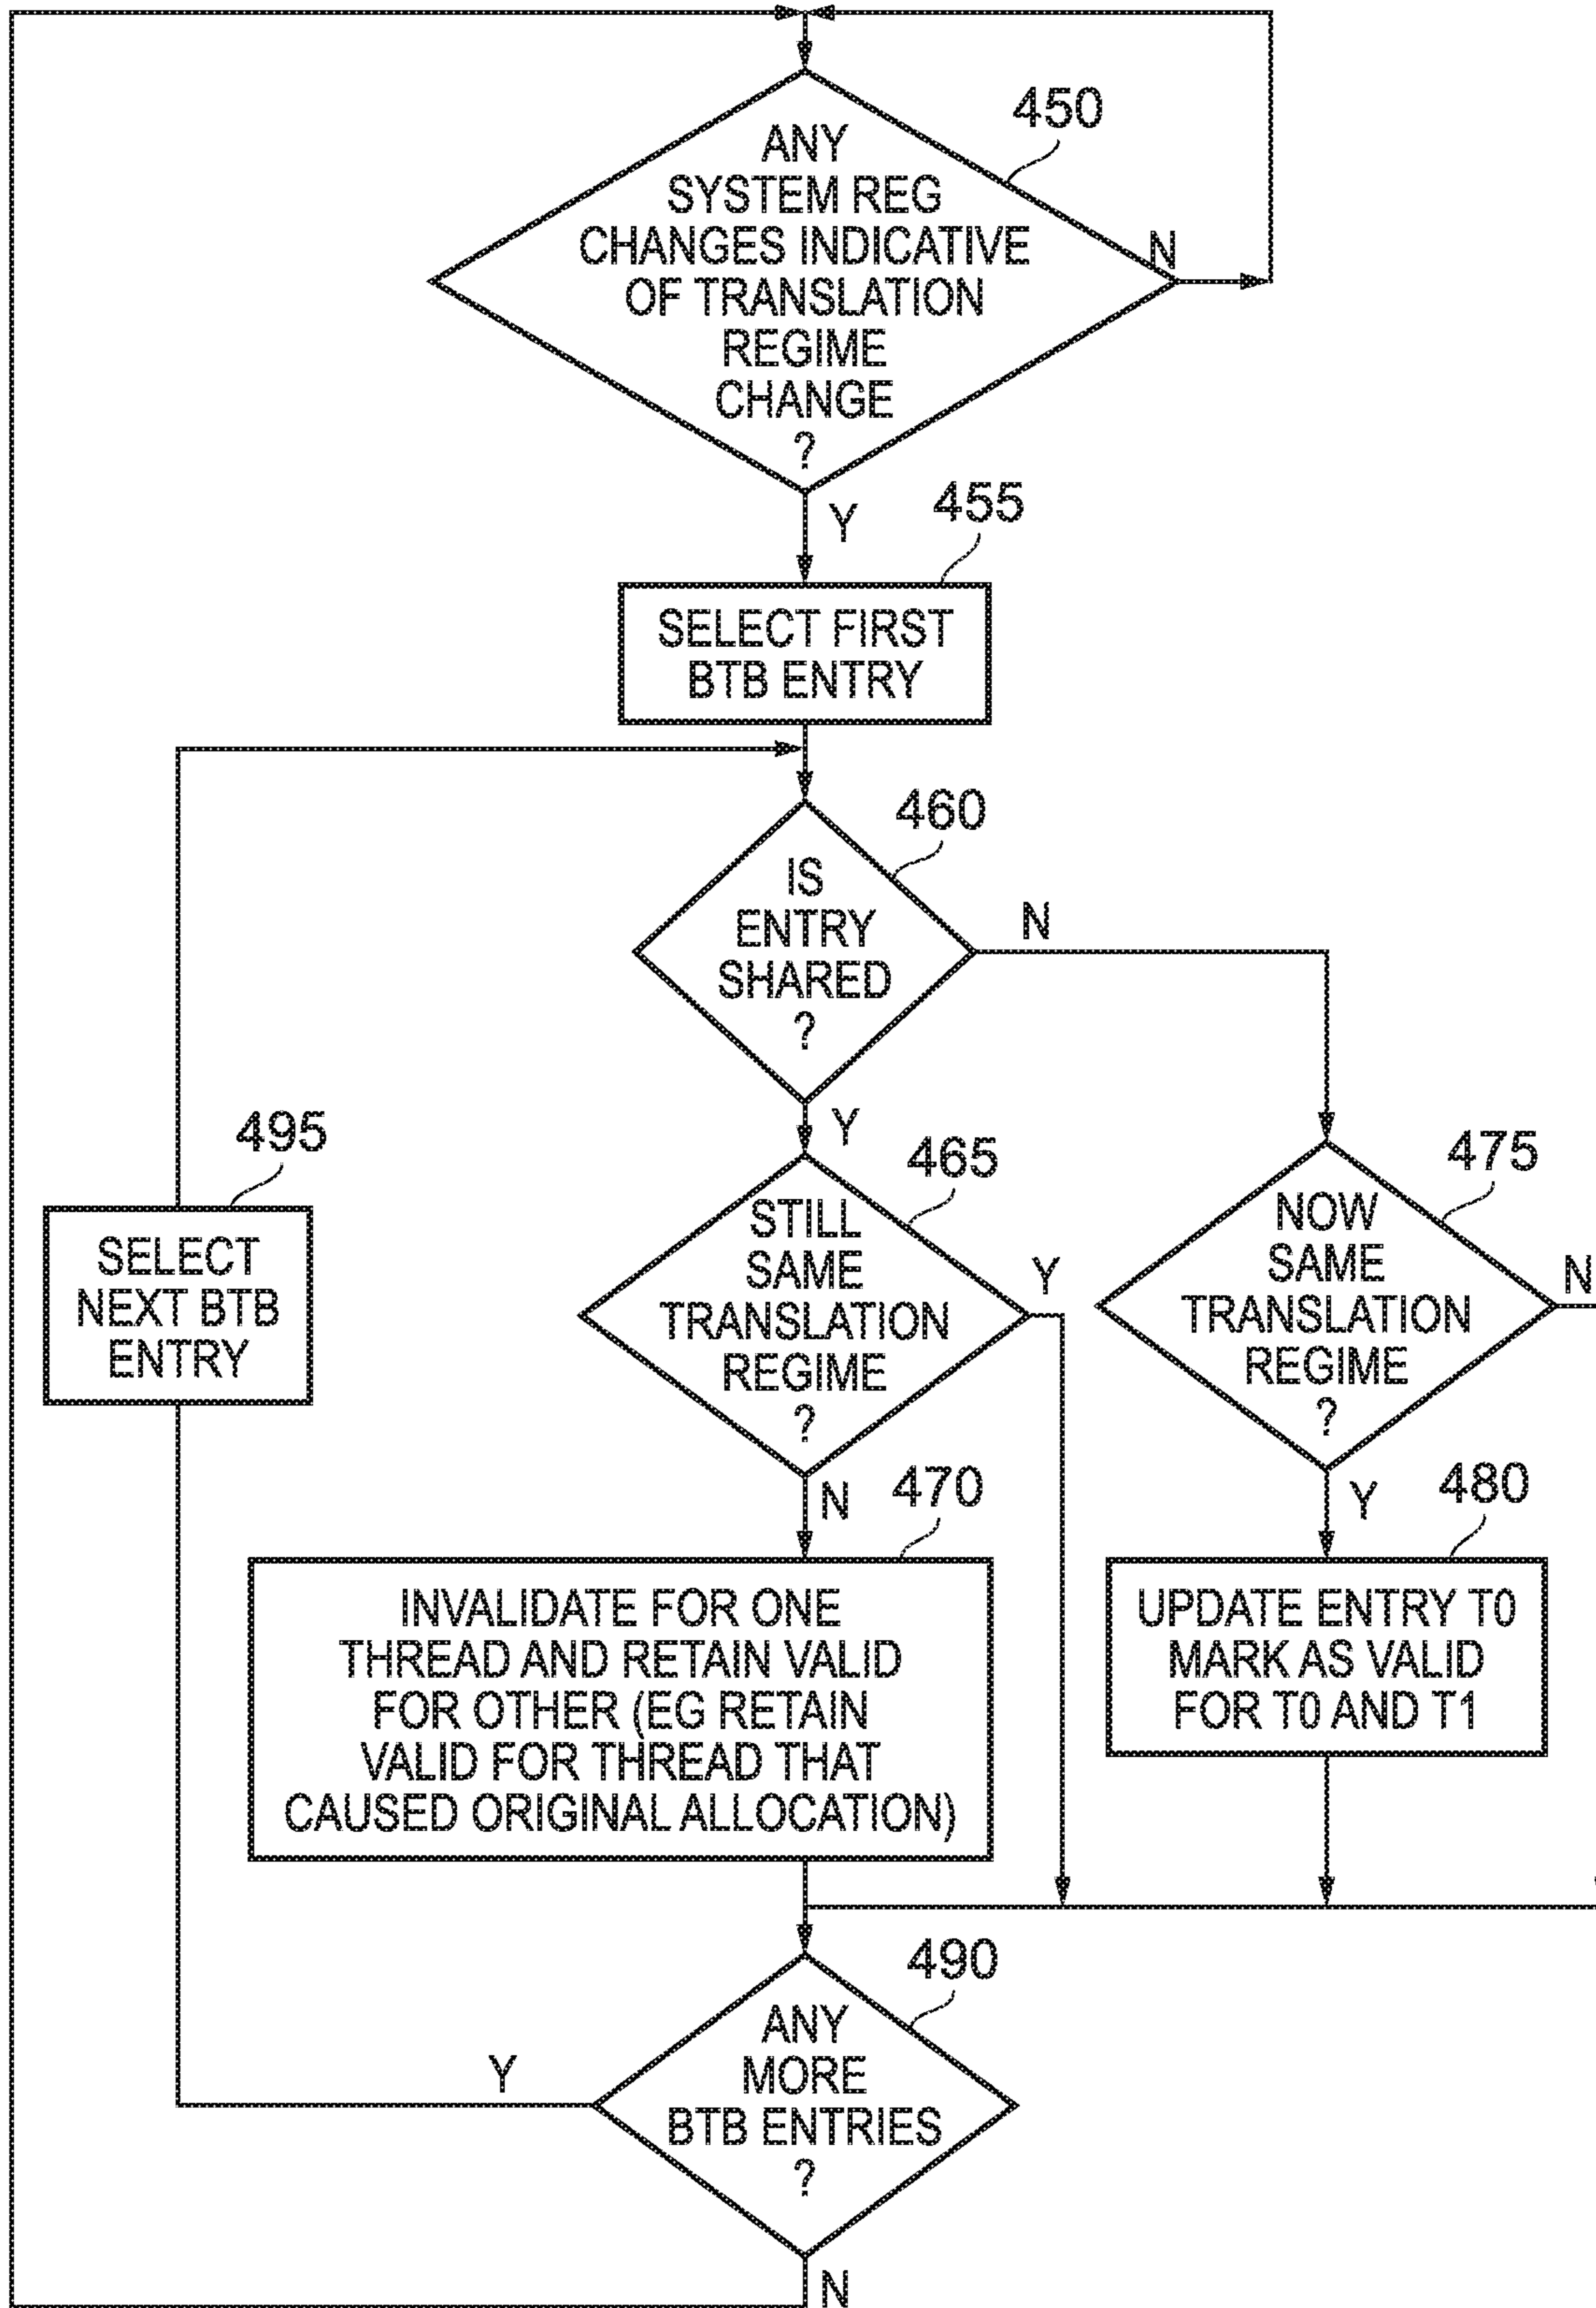 450
ANY
SYSTEM REG
CHANGES INDICATIVE
OF TRANSLATION
REGIME
CHANGE
?
N
Y
455
SELECT FIRST
BTB ENTRY
460
IS
ENTRY
SHARED
?
N
Y
495
SELECT
NEXT BTB
ENTRY
465
STILL
SAME
TRANSLATION
REGIME
?
Y
N
475
NOW
SAME
TRANSLATION
REGIME
?
N
Y
470
INVALIDATE FOR ONE
THREAD AND RETAIN VALID
FOR OTHER (EG RETAIN
VALID FOR THREAD THAT
CAUSED ORIGINAL ALLOCATION)
480
UPDATE ENTRY T0
MARK AS VALID
FOR T0 AND T1
490
ANY
MORE
BTB ENTRIES
?
Y
N